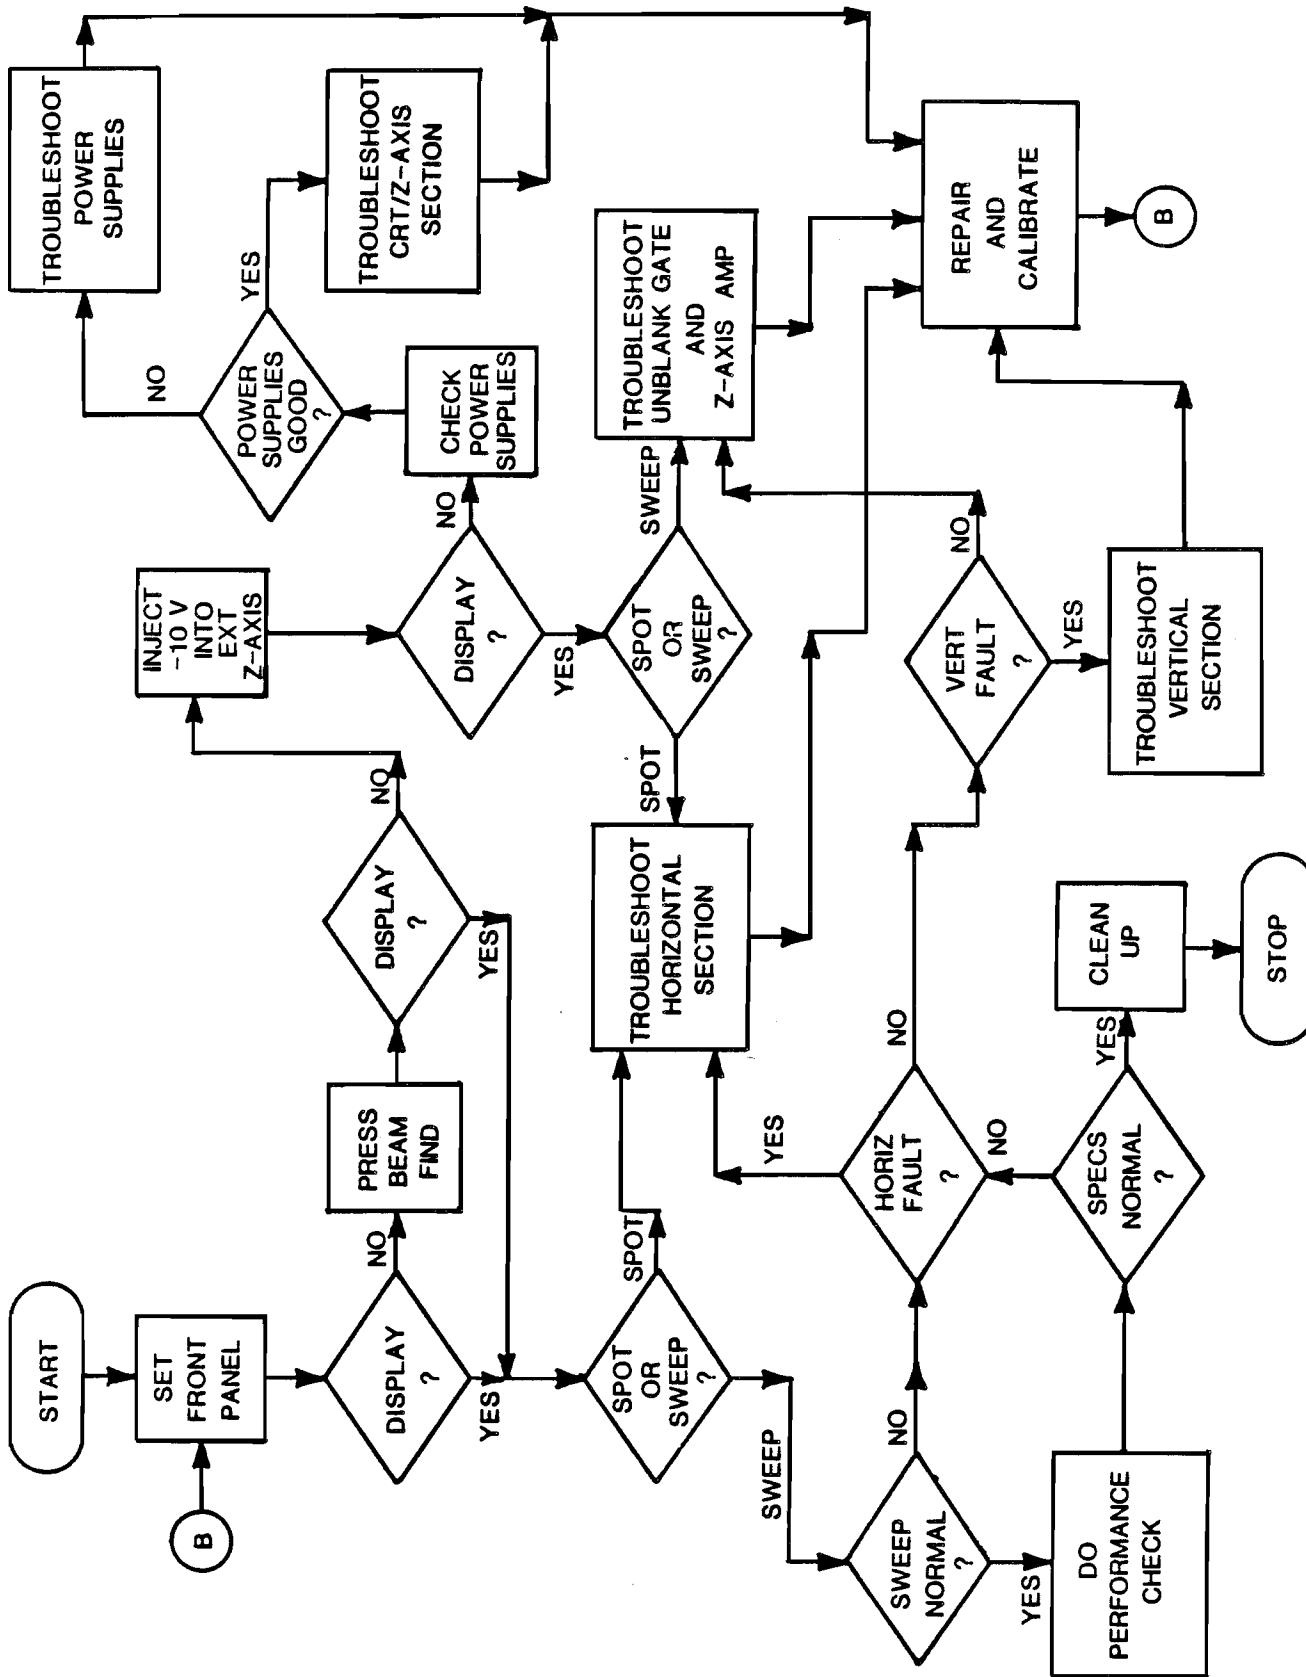 START
B
SET
FRONT
PANEL
DISPLAY
?
NO
YES
PRESS
BEAM
FIND
DISPLAY
?
NO
YES
INJECT
-10 V
INTO
EXT
Z-AXIS
DISPLAY
?
NO
YES
CHECK
POWER
SUPPLIES
POWER
SUPPLIES
GOOD
?
NO
YES
TROUBLESHOOT
POWER
SUPPLIES
TROUBLESHOOT
CRT/Z-AXIS
SECTION
SPOT
OR
SWEEP
?
SPOT
SWEEP
SPOT
OR
SWEEP
?
SPOT
SWEEP
TROUBLESHOOT
HORIZONTAL
SECTION
TROUBLESHOOT
UNBLANK GATE
AND
Z-AXIS AMP
SWEEP
NORMAL
?
NO
YES
HORIZ
FAULT
?
YES
NO
VERT
FAULT
?
NO
YES
TROUBLESHOOT
VERTICAL
SECTION
REPAIR
AND
CALIBRATE
B
DO
PERFORMANCE
CHECK
SPECS
NORMAL
?
NO
YES
CLEAN
UP
STOP